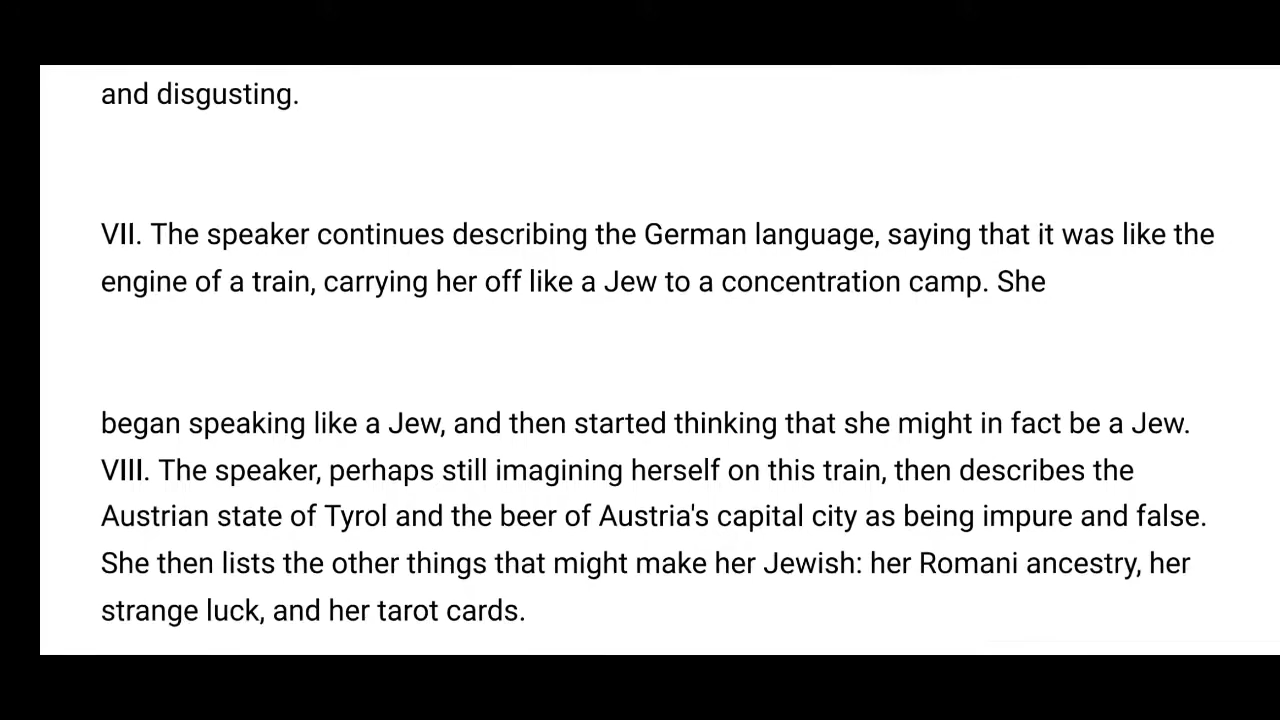 and disgusting.
VII. The speaker continues describing the German language, saying that it was like the
engine of a train, carrying her off like a Jew to a concentration camp. She
began speaking like a Jew, and then started thinking that she might in fact be a Jew.
VIII. The speaker, perhaps still imagining herself on this train, then describes the
Austrian state of Tyrol and the beer of Austria's capital city as being impure and false.
She then lists the other things that might make her Jewish: her Romani ancestry, her
strange luck, and her tarot cards.